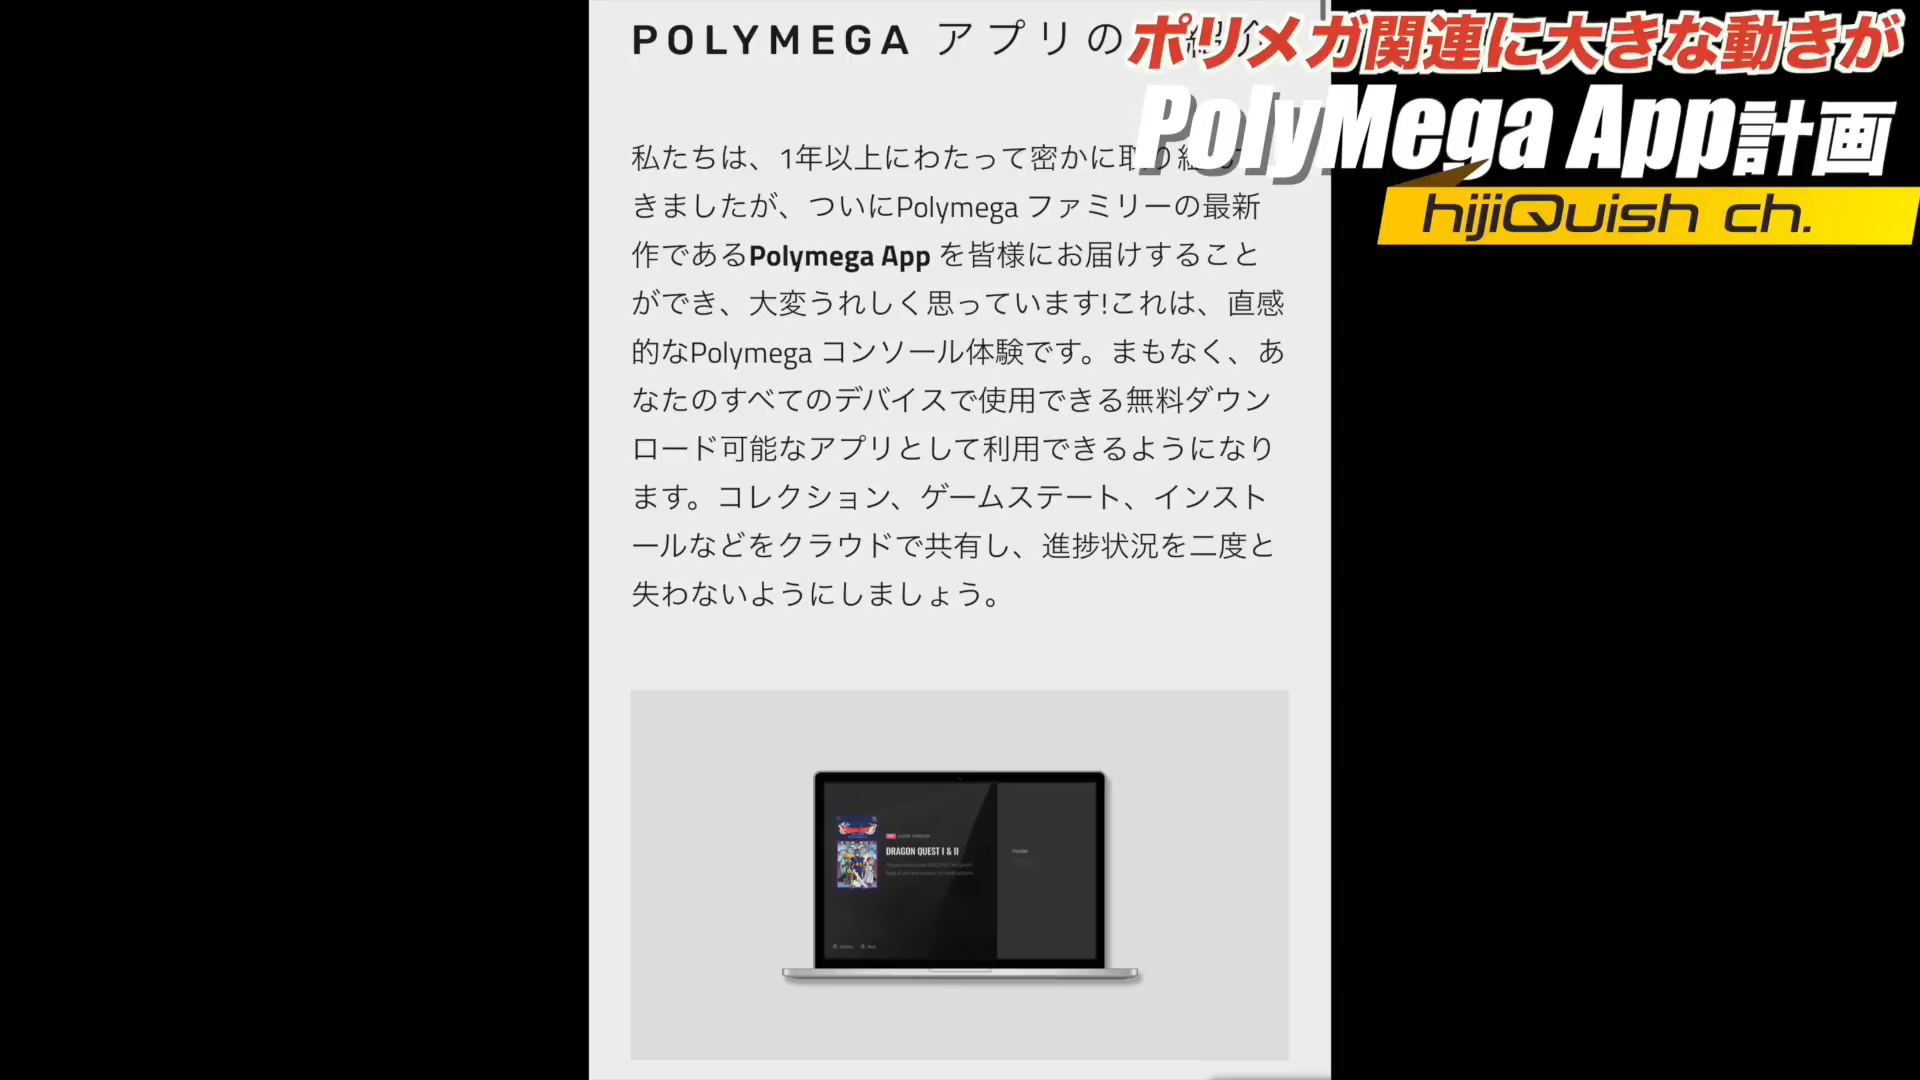 POLYMEGA アプリの
ポリメガ関連に大きな動きが
PolyMega App計画
hijiQuish ch.
私たちは、1年以上にわたって密かに取り組
きましたが、ついにPolymega ファミリーの最新
作であるPolymega App を皆様にお届けすること
ができ、大変うれしく思っています!これは、直感
的なPolymega コンソール体験です。まもなく、あ
なたのすべてのデバイスで使用できる無料ダウン
ロード可能なアプリとして利用できるようになり
ます。コレクション、ゲームステート、インスト
ールなどをクラウドで共有し、進捗状況を二度と
失わないようにしましょう。
DRAGON QUEST I & II